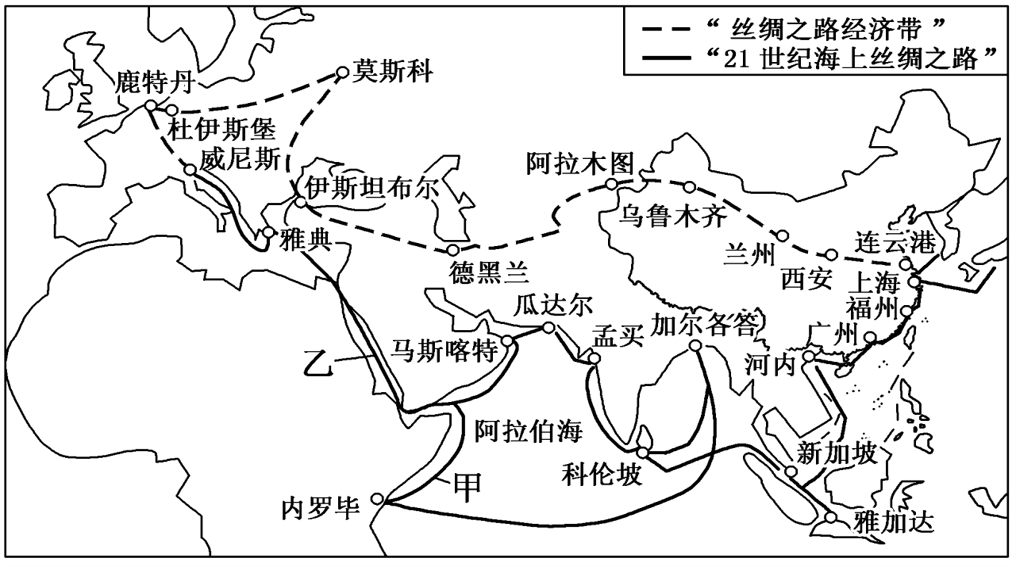 “丝绸之路经济带”
“21世纪海上丝绸之路”
莫斯科
鹿特丹
杜伊斯堡
威尼斯
伊斯坦布尔
阿拉木图
乌鲁木齐
雅典
德黑兰
兰州
西安
连云港
上海
福州
广州
瓜达尔
马斯喀特
孟买
加尔各答
河内
乙
阿拉伯海
科伦坡
新加坡
甲
内罗毕
雅加达